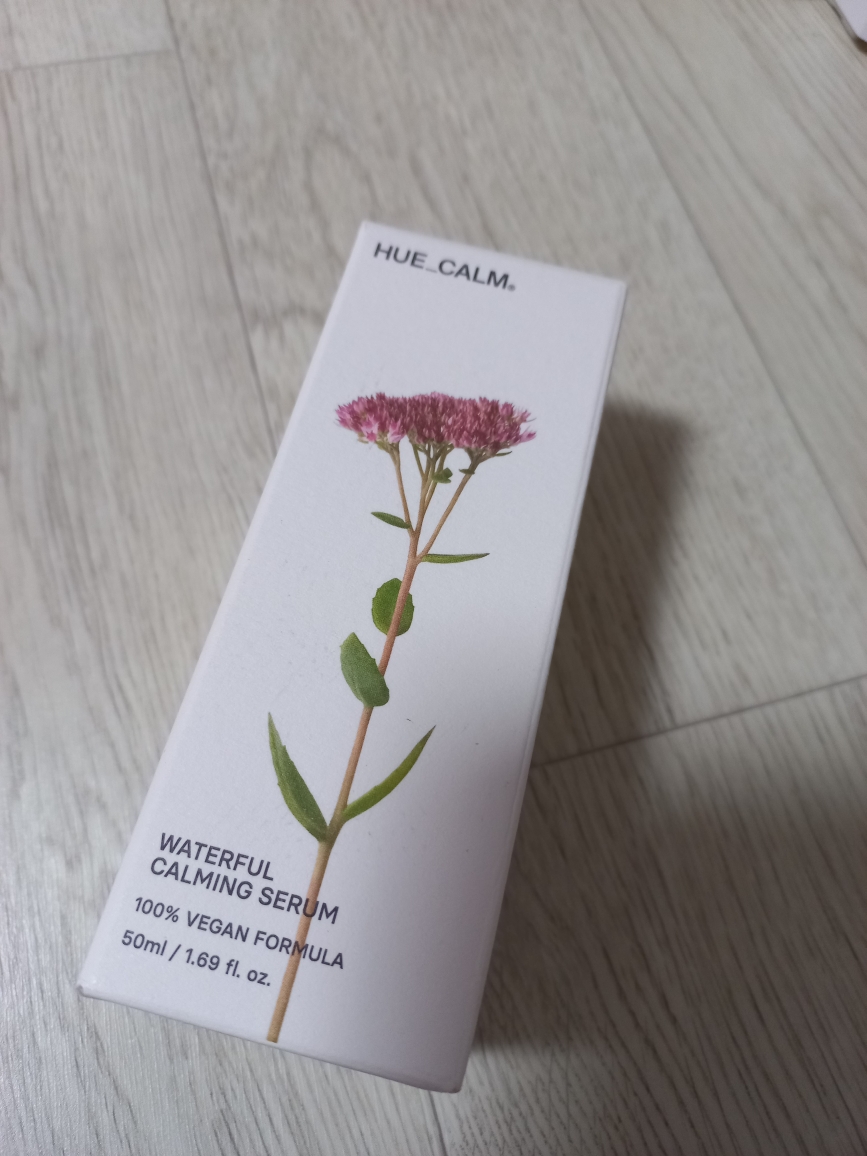 HUE_CALM®
WATERFUL
CALMING SERUM
100% VEGAN FORMULA
50ml / 1.69 fl. oz.